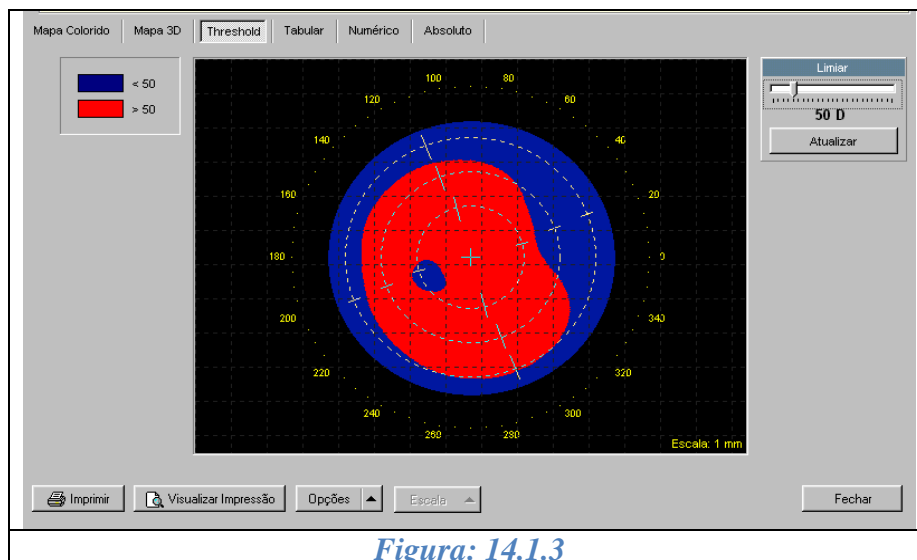 Mapa Colorido Mapa 3D Threshold Tabular Numérico Absoluto
< 50
> 50
Limiar
50 D
Atualizar
100 80
120 60
140 40
160 20
180 0
200 340
220 320
240 300
260 280
Escala: 1 mm
Imprimir Visualizar Impressão Opções Escala Fechar
Figura: 14.1.3